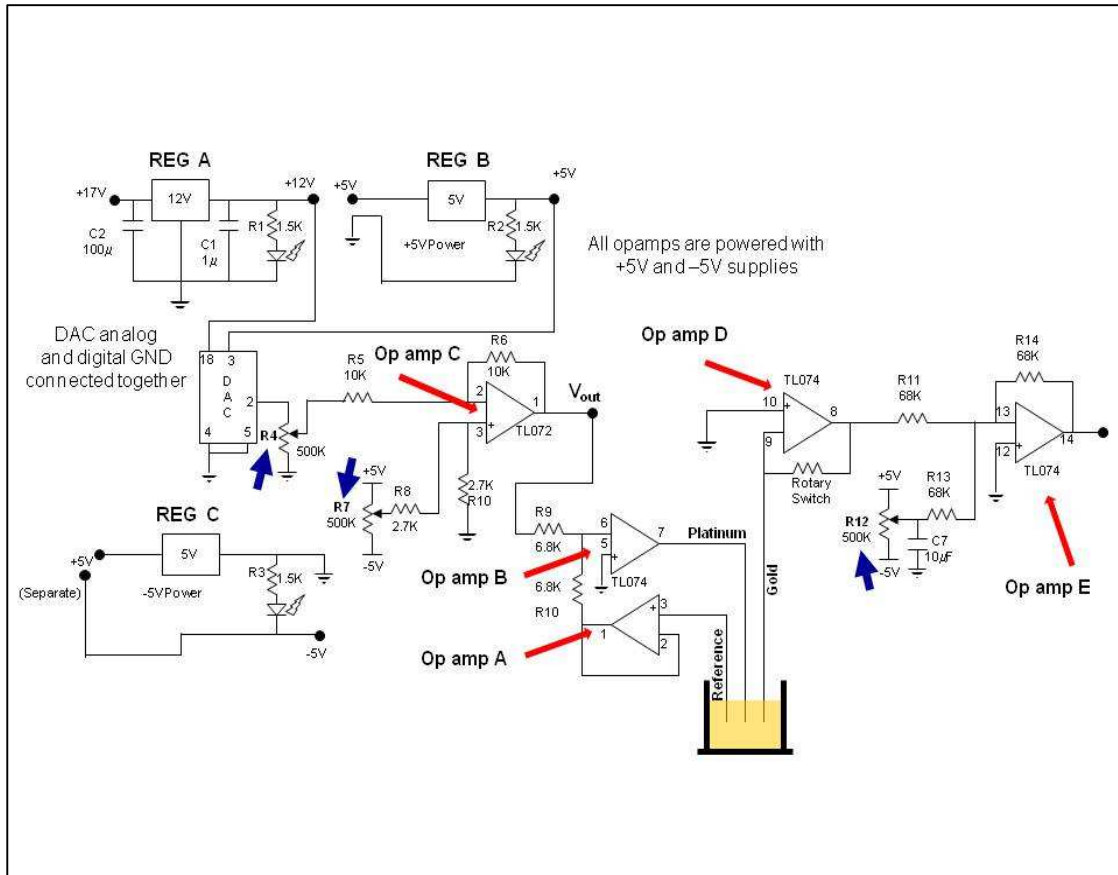 REG A
REG B
+17V
12V
+12V
+5V
5V
+5V
C2
100µ
C1
1µ
R1
1.5K
+5VPower
R2
1.5K
All opamps are powered with
+5V and –5V supplies
DAC analog
and digital GND
connected together
18
3
D
A
C
2
4
5
R4
500K
R5
10K
Op amp C
R6
10K
2
3
1
TL072
Vout
+5V
R7
500K
-5V
R8
2.7K
2.7K
R10
REG C
+5V
(Separate)
5V
-5VPower
R3
1.5K
-5V
R9
6.8K
6
5
7
TL074
Op amp B
Platinum
6.8K
R10
Op amp A
1
3
2
Reference
Gold
Op amp D
TL074
10
9
8
Rotary
Switch
R11
68K
R14
68K
13
12
14
TL074
+5V
R12
500K
-5V
R13
68K
C7
10µF
Op amp E